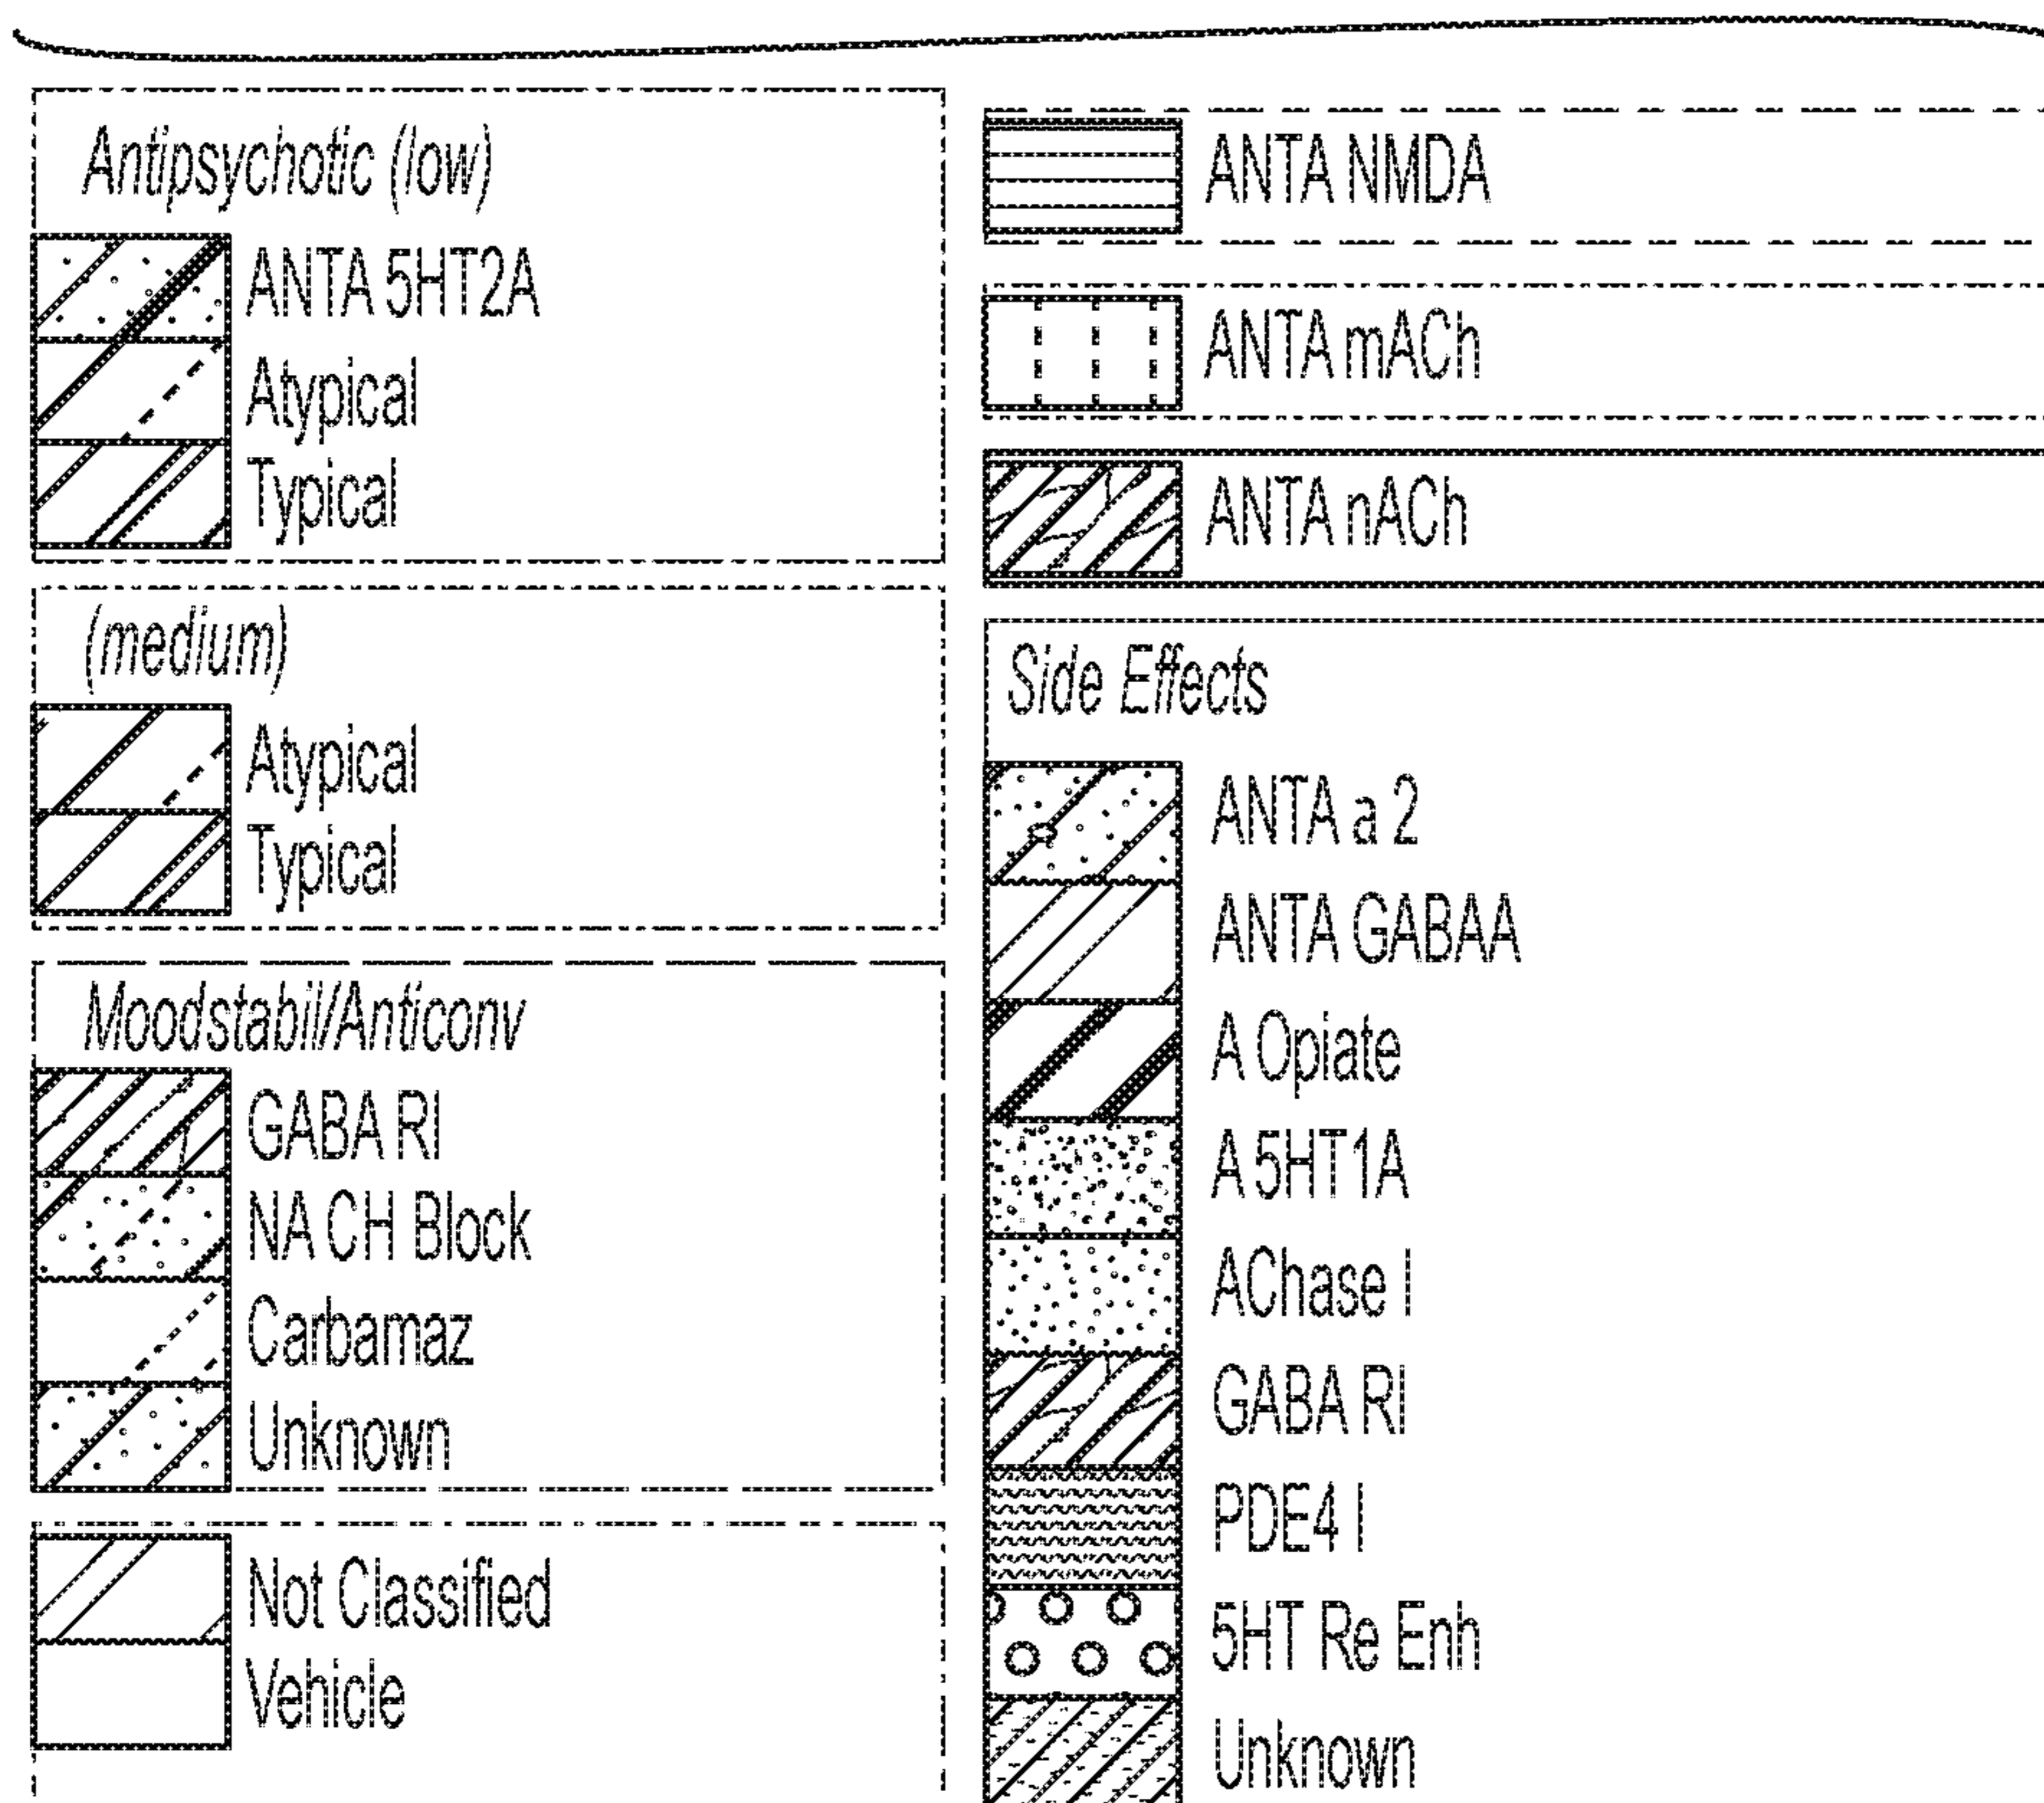 Antipsychotic (low)
ANTA 5HT2A
Atypical
Typical
(medium)
Atypical
Typical
Moodstabil/Anticonv
GABA RI
NA CH Block
Carbamaz
Unknown
Not Classified
Vehicle
ANTA NMDA
ANTA mACh
ANTA nACh
Side Effects
ANTA a 2
ANTA GABAA
A Opiate
A 5HT1A
AChase I
GABA RI
PDE4 I
5HT Re Enh
Unknown